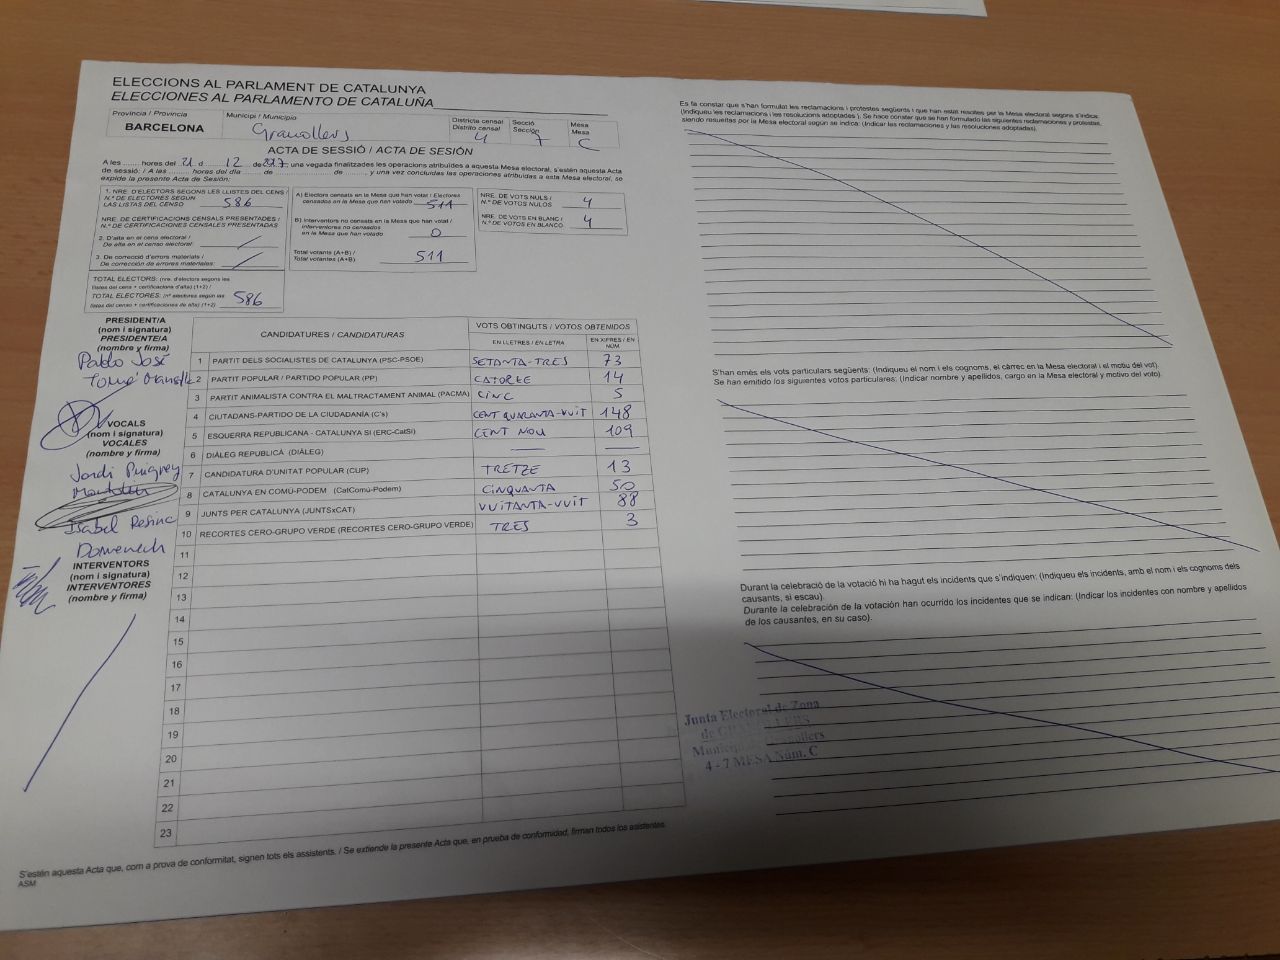 ELECCIONS AL PARLAMENT DE CATALUNYA
ELECCIONES AL PARLAMENTO DE CATALUÑA
Província / Provincia
BARCELONA
Municipi / Municipio
Granollers
Districte censal
Distrito censal
4
Secció
Sección
7
Mesa
Mesa
C
ACTA DE SESSIÓ / ACTA DE SESIÓN
A les ........ hores del 21 d 12 de 2017, una vegada finalitzades les operacions atribuïdes a aquesta Mesa electoral, s'estén aquesta Acta
de sessió: / A las ......... horas del día ......... de ......... de ........., y una vez concluidas las operaciones atribuidas a esta Mesa electoral, se
expide la presente Acta de Sesión:
1. NRE. D'ELECTORS SEGONS LES LLISTES DEL CENS /
N.º DE ELECTORES SEGÚN
LAS LISTAS DEL CENSO 586
NRE. DE CERTIFICACIONS CENSALS PRESENTADES /
N.º DE CERTIFICACIONES CENSALES PRESENTADAS
2. D'alta en el cens electoral /
De alta en el censo electoral:
3. De correcció d'errors materials /
De corrección de errores materiales:
TOTAL ELECTORS: (nre. d'electors segons les
llistes del cens + certificacions d'alta) (1+2) /
TOTAL ELECTORES: (nº electores según las
listas del censo + certificaciones de alta) (1+2) 586
A) Electors censats en la Mesa que han votat / Electores
censados en la Mesa que han votado 511
B) Interventors no censats en la Mesa que han votat /
Interventores no censados
en la Mesa que han votado 0
Total votants (A+B) /
Total votantes (A+B) 511
NRE. DE VOTS NULS /
N.º DE VOTOS NULOS 4
NRE. DE VOTS EN BLANC /
N.º DE VOTOS EN BLANCO 4
PRESIDENT/A
(nom i signatura)
PRESIDENTE/A
(nombre y firma)
Pablo José
VOCALS
(nom i signatura)
VOCALES
(nombre y firma)
Jordi
Isabel
Domenech
INTERVENTORS
(nom i signatura)
INTERVENTORES
(nombre y firma)
CANDIDATURES / CANDIDATURAS
VOTS OBTINGUTS / VOTOS OBTENIDOS
EN LLETRES / EN LETRA
EN XIFRES / EN NÚM.
1 PARTIT DELS SOCIALISTES DE CATALUNYA (PSC-PSOE) SETANTA-TRES 73
2 PARTIT POPULAR / PARTIDO POPULAR (PP) CATORZE 14
3 PARTIT ANIMALISTA CONTRA EL MALTRACTAMENT ANIMAL (PACMA) CINC 5
4 CIUTADANS-PARTIDO DE LA CIUDADANÍA (C's) CENT QUARANTA-VUIT 148
5 ESQUERRA REPUBLICANA - CATALUNYA SÍ (ERC-CatSí) CENT NOU 109
6 DIÀLEG REPUBLICÀ (DIÀLEG)
7 CANDIDATURA D'UNITAT POPULAR (CUP) TRETZE 13
8 CATALUNYA EN COMÚ-PODEM (CatComú-Podem) CINQUANTA 50
9 JUNTS PER CATALUNYA (JUNTSxCAT) VUITANTA-VUIT 88
10 RECORTES CERO-GRUPO VERDE (RECORTES CERO-GRUPO VERDE) TRES 3
11
12
13
14
15
16
17
18
19
20
21
22
23
S'estén aquesta Acta que, com a prova de conformitat, signen tots els assistents. / Se extiende la presente Acta que, en prueba de conformidad, firman todos los asistentes.
ASM
Es fa constar que s'han formulat les reclamacions i protestes següents i que han estat resoltes per la Mesa electoral segons s'indica:
(Indiqueu les reclamacions i les resolucions adoptades). Se hace constar que se han formulado las siguientes reclamaciones y protestas,
siendo resueltas por la Mesa electoral según se indica: (Indicar las reclamaciones y las resoluciones adoptadas).
S'han emès els vots particulars següents: (Indiqueu el nom i els cognoms, el càrrec en la Mesa electoral i el motiu del vot).
Se han emitido los siguientes votos particulares: (Indicar nombre y apellidos, cargo en la Mesa electoral y motivo del voto).
Durant la celebració de la votació hi ha hagut els incidents que s'indiquen: (Indiqueu els incidents, amb el nom i els cognoms dels
causants, si escau).
Durante la celebración de la votación han ocurrido los incidentes que se indican: (Indicar los incidentes con nombre y apellidos
de los causantes, en su caso).
Junta Electoral de Zona
de GRANOLLERS
Municipi: Granollers
4 - 7 MESA Núm. C